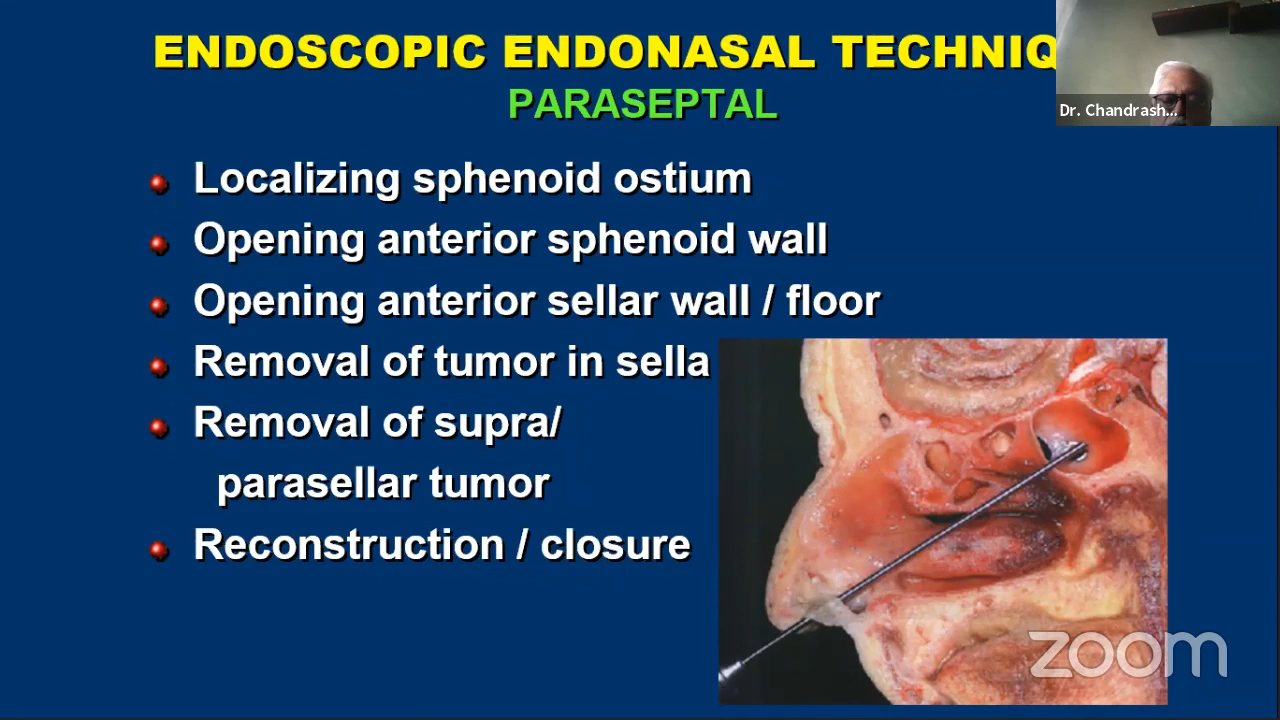 ENDOSCOPIC ENDONASAL TECHNIQ
PARASEPTAL
Dr. Chandrash...
Localizing sphenoid ostium
Opening anterior sphenoid wall
Opening anterior sellar wall / floor
Removal of tumor in sella
Removal of supra/
parasellar tumor
Reconstruction / closure
zoom